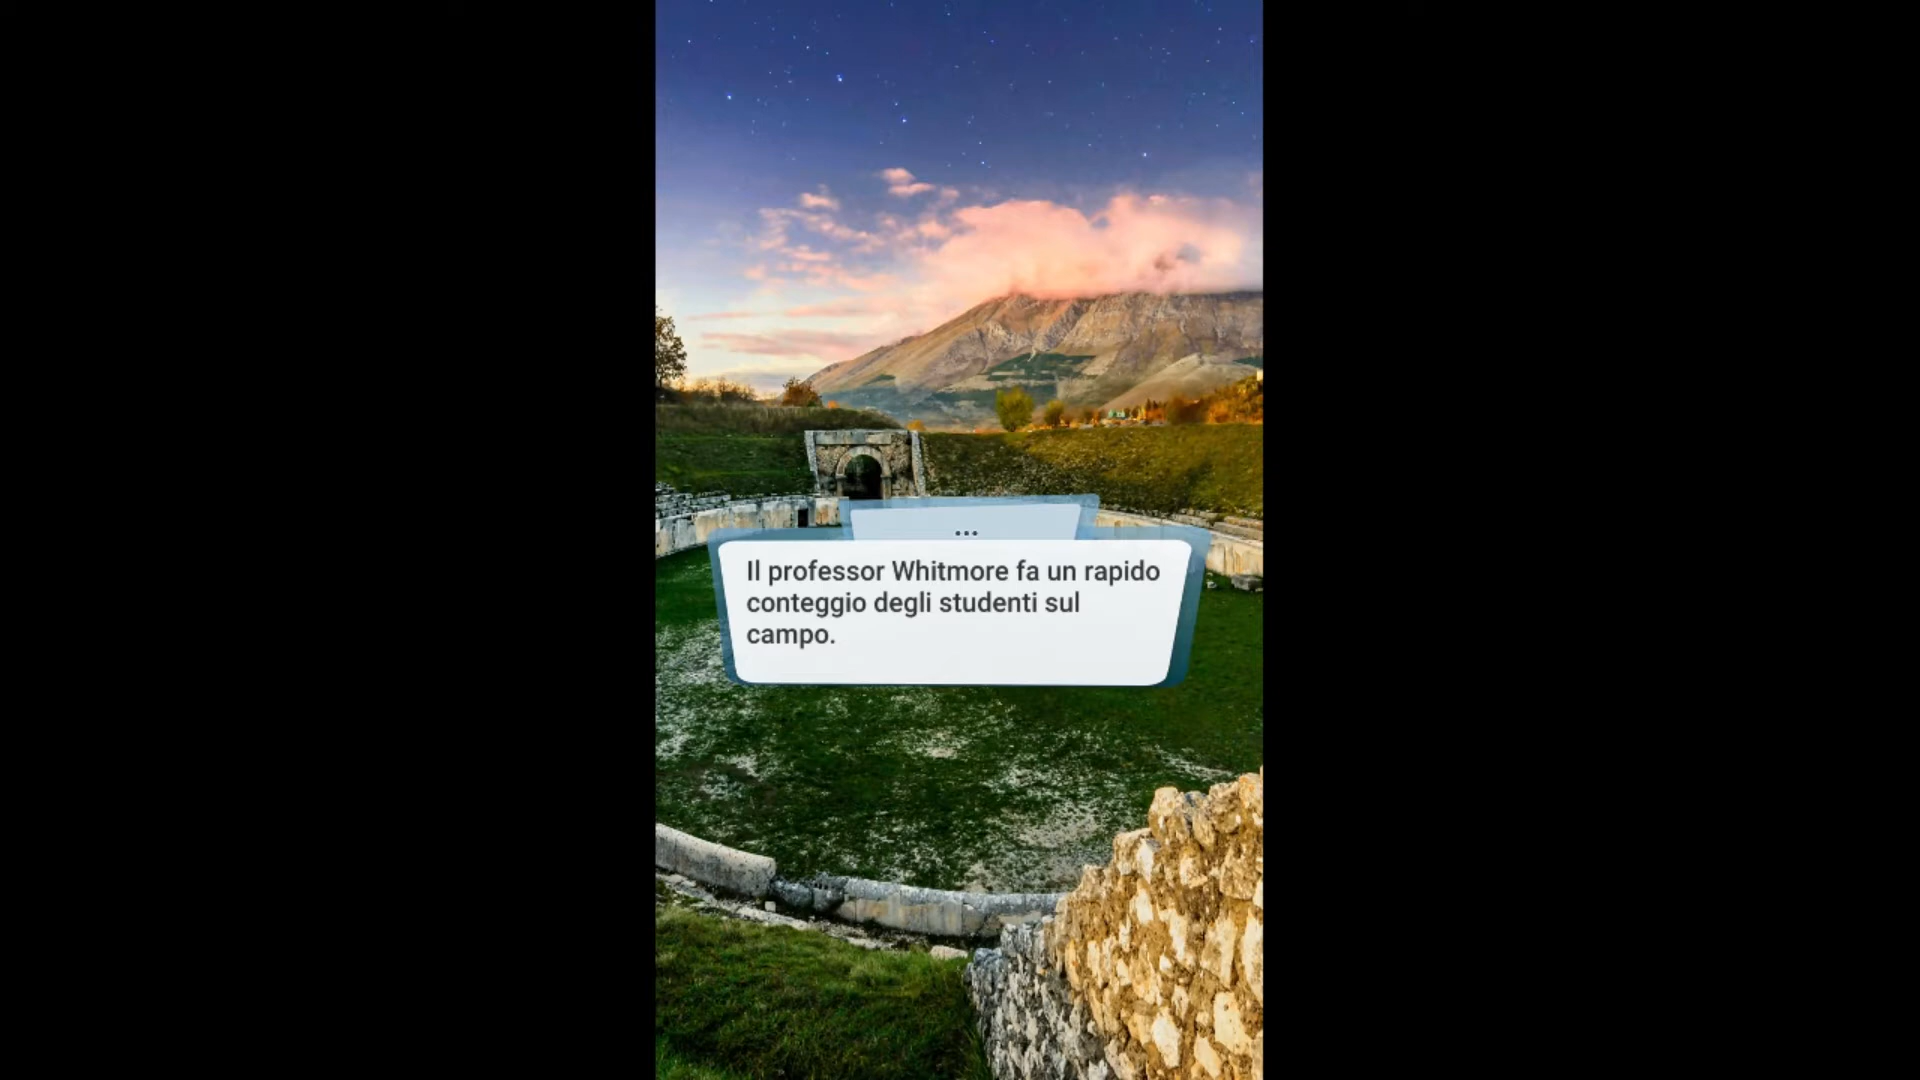 ...
Il professor Whitmore fa un rapido
conteggio degli studenti sul
campo.